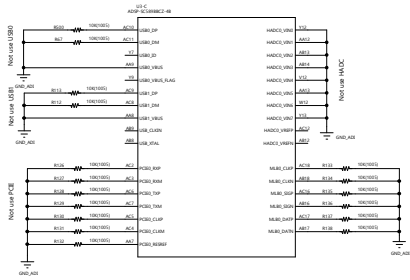 U3-C
ADSP-SC589BBCZ-4B
Not use USB0
R509 10K(1005) AC10 USB0_DP
R67 10K(1005) AC11 USB0_DM
Y7 USB0_ID
AA9 USB0_VBUS
Y9 USB0_VBUS_FLAG
GND_ADI
Not use USB1
R113 10K(1005) AC9 USB1_DP
R112 10K(1005) AC8 USB1_DM
AA8 USB1_VBUS
AB9 USB_CLKIN
AB8 USB_XTAL
GND_ADI
Not use PCIE
R126 10K(1005) AC2 PCIE0_RXP
R127 10K(1005) AC3 PCIE0_RXM
R128 10K(1005) AC6 PCIE0_TXP
R129 10K(1005) AC7 PCIE0_TXM
R130 10K(1005) AC5 PCIE0_CLKP
R131 10K(1005) AC4 PCIE0_CLKM
R132 10K(1005) AA7 PCIE0_RESREF
GND_ADI
HADC0_VIN0 Y12
HADC0_VIN1 AA12
HADC0_VIN2 AB13
HADC0_VIN3 AB14
HADC0_VIN4 V12
HADC0_VIN5 AA13
HADC0_VIN6 W12
HADC0_VIN7 Y13
HADC0_VREFP AC12
HADC0_VREFN AB12
Not use HADC
GND_ADI
MLB0_CLKP AC18 R133 10K(1005)
MLB0_CLKN AB18 R134 10K(1005)
MLB0_SIGP AC16 R135 10K(1005)
MLB0_SIGN AB16 R136 10K(1005)
MLB0_DATP AC17 R137 10K(1005)
MLB0_DATN AB17 R138 10K(1005)
GND_ADI